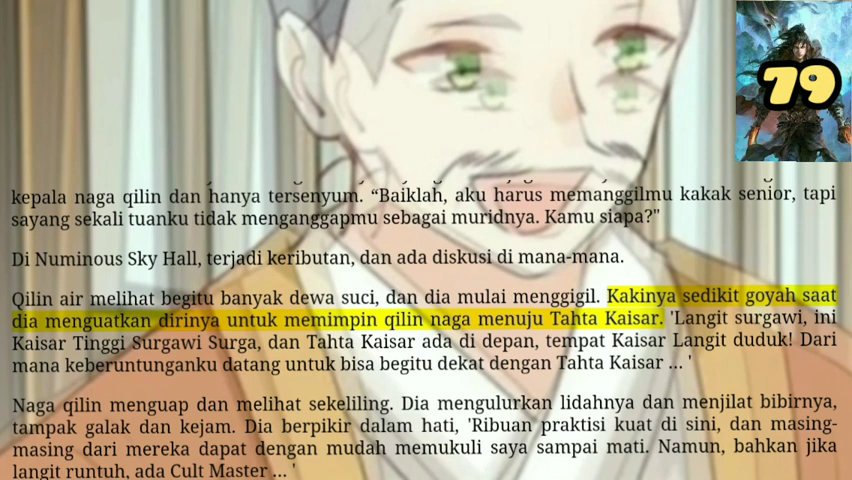 79
kepala naga qilin dan hanya tersenyum. “Baiklah, aku harus memanggilmu kakak senior, tapi
sayang sekali tuanku tidak menganggapmu sebagai muridnya. Kamu siapa?"
Di Numinous Sky Hall, terjadi keributan, dan ada diskusi di mana-mana.
Qilin air melihat begitu banyak dewa suci, dan dia mulai menggigil. Kakinya sedikit goyah saat
dia menguatkan dirinya untuk memimpin qilin naga menuju Tahta Kaisar. 'Langit surgawi, ini
Kaisar Tinggi Surgawi Surga, dan Tahta Kaisar ada di depan, tempat Kaisar Langit duduk! Dari
mana keberuntunganku datang untuk bisa begitu dekat dengan Tahta Kaisar ... '
Naga qilin menguap dan melihat sekeliling. Dia mengulurkan lidahnya dan menjilat bibirnya,
tampak galak dan kejam. Dia berpikir dalam hati, 'Ribuan praktisi kuat di sini, dan masing-
masing dari mereka dapat dengan mudah memukuli saya sampai mati. Namun, bahkan jika
langit runtuh, ada Cult Master ... '